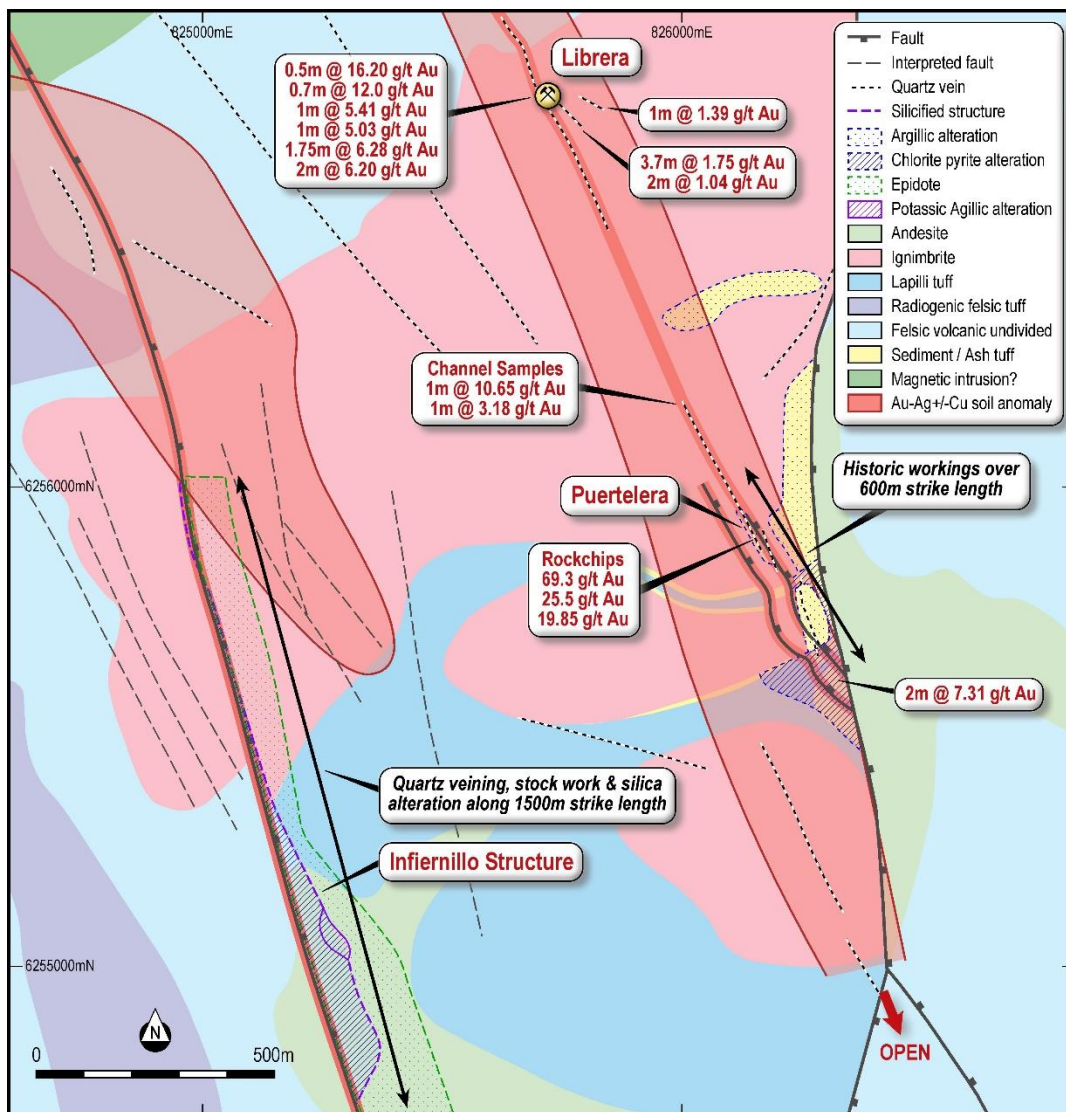 825000mE
826000mE
Librera
0.5m @ 16.20 g/t Au
0.7m @ 12.0 g/t Au
1m @ 5.41 g/t Au
1m @ 5.03 g/t Au
1.75m @ 6.28 g/t Au
2m @ 6.20 g/t Au
1m @ 1.39 g/t Au
3.7m @ 1.75 g/t Au
2m @ 1.04 g/t Au
Fault
Interpreted fault
Quartz vein
Silicified structure
Argillic alteration
Chlorite pyrite alteration
Epidote
Potassic Agillic alteration
Andesite
Ignimbrite
Lapilli tuff
Radiogenic felsic tuff
Felsic volcanic undivided
Sediment / Ash tuff
Magnetic intrusion?
Au-Ag+/-Cu soil anomaly
Channel Samples
1m @ 10.65 g/t Au
1m @ 3.18 g/t Au
6256000mN
Historic workings over
600m strike length
Puertelera
Rockchips
69.3 g/t Au
25.5 g/t Au
19.85 g/t Au
2m @ 7.31 g/t Au
Quartz veining, stock work & silica
alteration along 1500m strike length
Infiernillo Structure
6255000mN
N
0
500m
OPEN